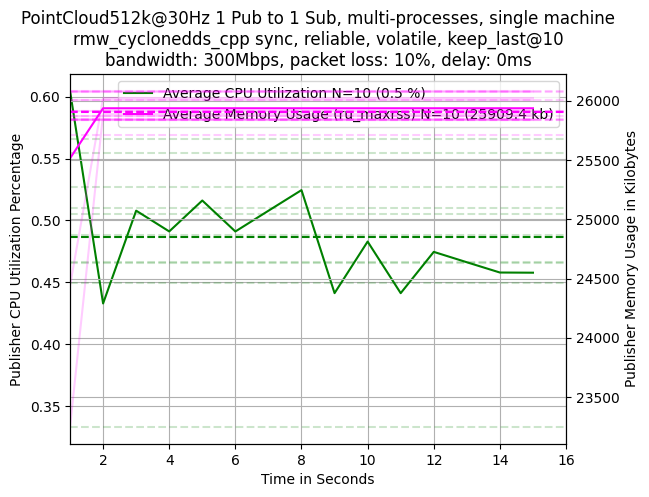 PointCloud512k@30Hz 1 Pub to 1 Sub, multi-processes, single machine
rmw_cyclonedds_cpp sync, reliable, volatile, keep_last@10
bandwidth: 300Mbps, packet loss: 10%, delay: 0ms
Average CPU Utilization N=10 (0.5 %)
Average Memory Usage (ru_maxrss) N=10 (25909.4 kb)
Publisher CPU Utilization Percentage
0.60
0.55
0.50
0.45
0.40
0.35
Publisher Memory Usage in Kilobytes
26000
25500
25000
24500
24000
23500
2 4 6 8 10 12 14 16
Time in Seconds